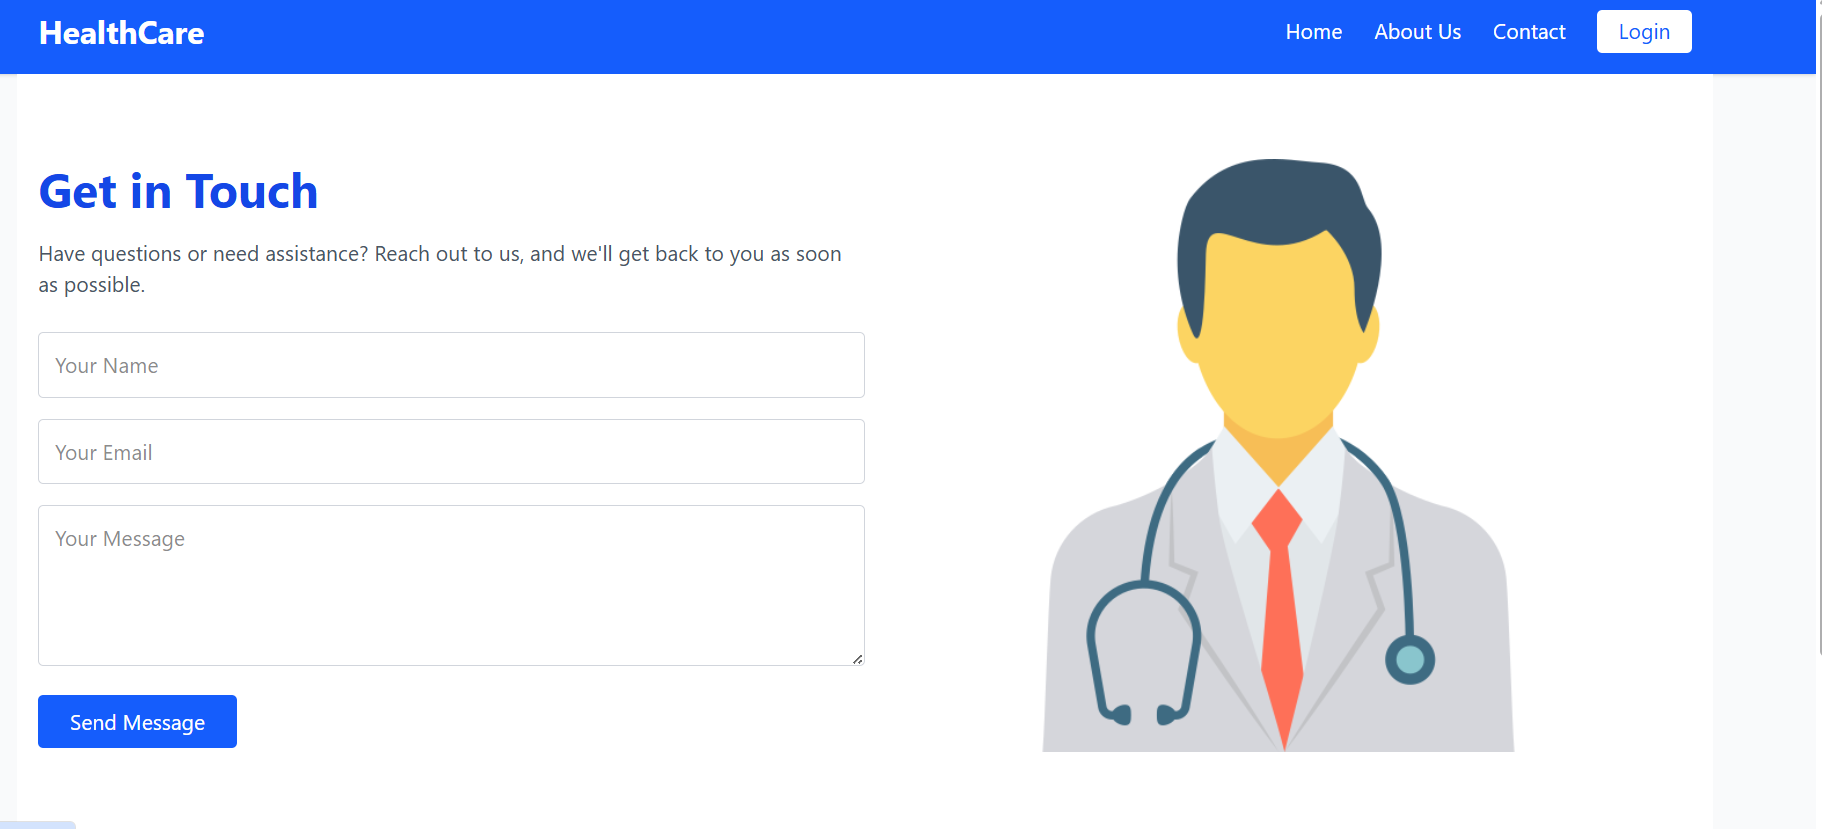 HealthCare
Home
About Us
Contact
Login
Get in Touch
Have questions or need assistance? Reach out to us, and we'll get back to you as soon
as possible.
Your Name
Your Email
Your Message
Send Message